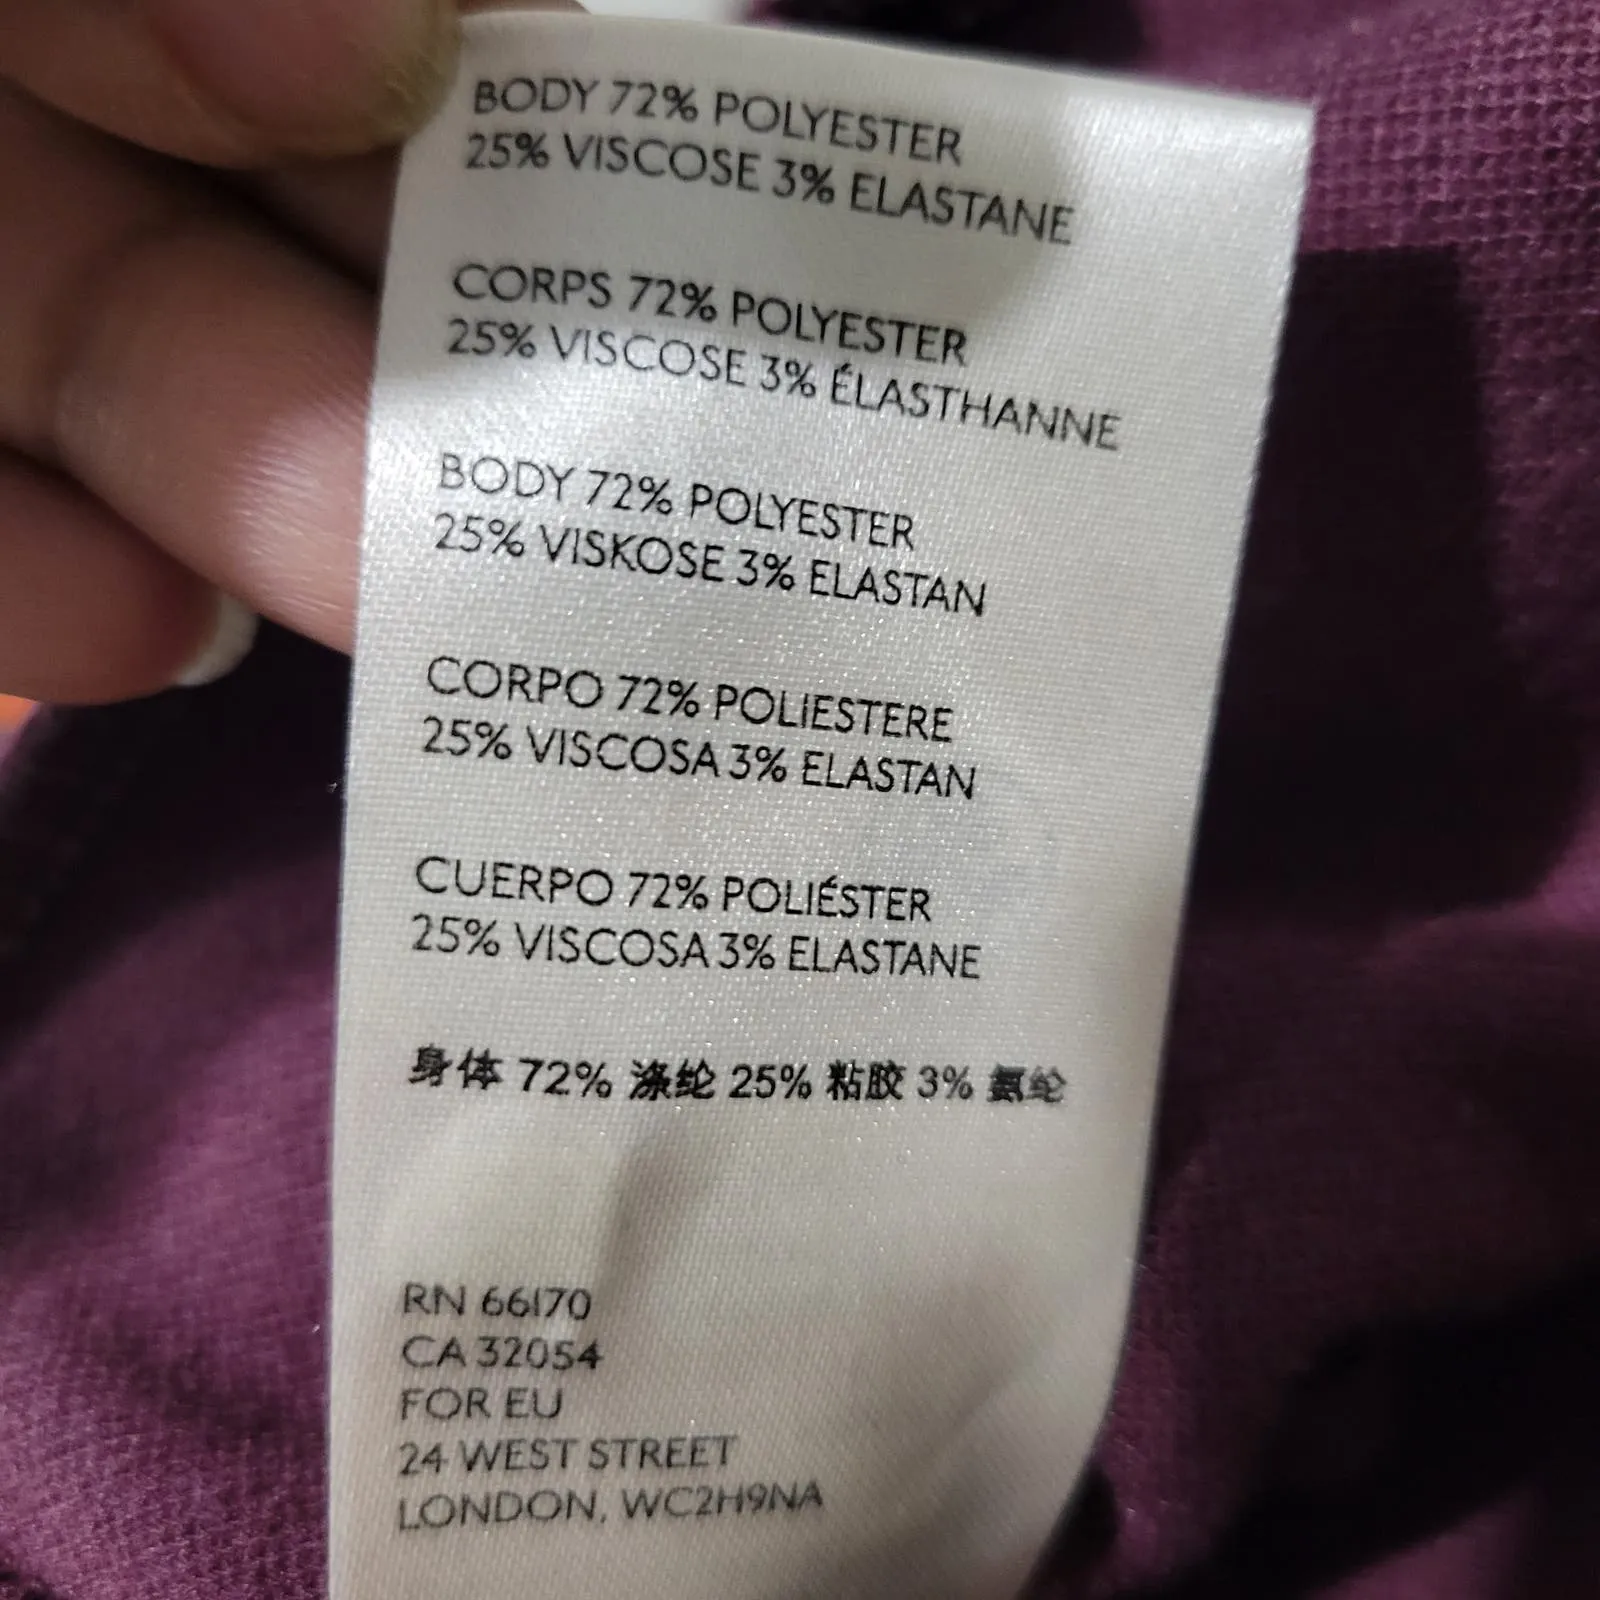 BODY 72% POLYESTER
25% VISCOSE 3% ELASTANE
CORPS 72% POLYESTER
25% VISCOSE 3% ÉLASTHANNE
BODY 72% POLYESTER
25% VISKOSE 3% ELASTAN
CORPO 72% POLIESTERE
25% VISCOSA 3% ELASTAN
CUERPO 72% POLIÉSTER
25% VISCOSA 3% ELASTANE
身体 72% 涤纶 25% 粘胶 3% 氨纶
RN 66170
CA 32054
FOR EU
24 WEST STREET
LONDON, WC2H9NA